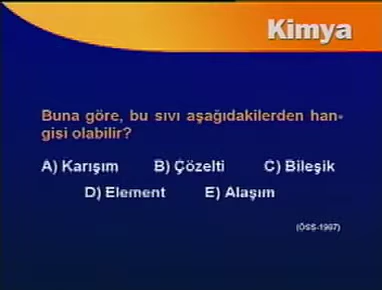 Kimya
Buna göre, bu sıvı aşağıdakilerden han-
gisi olabilir?
A) Karışım B) Çözelti C) Bileşik
D) Element E) Alaşım
(ÖSS-1997)